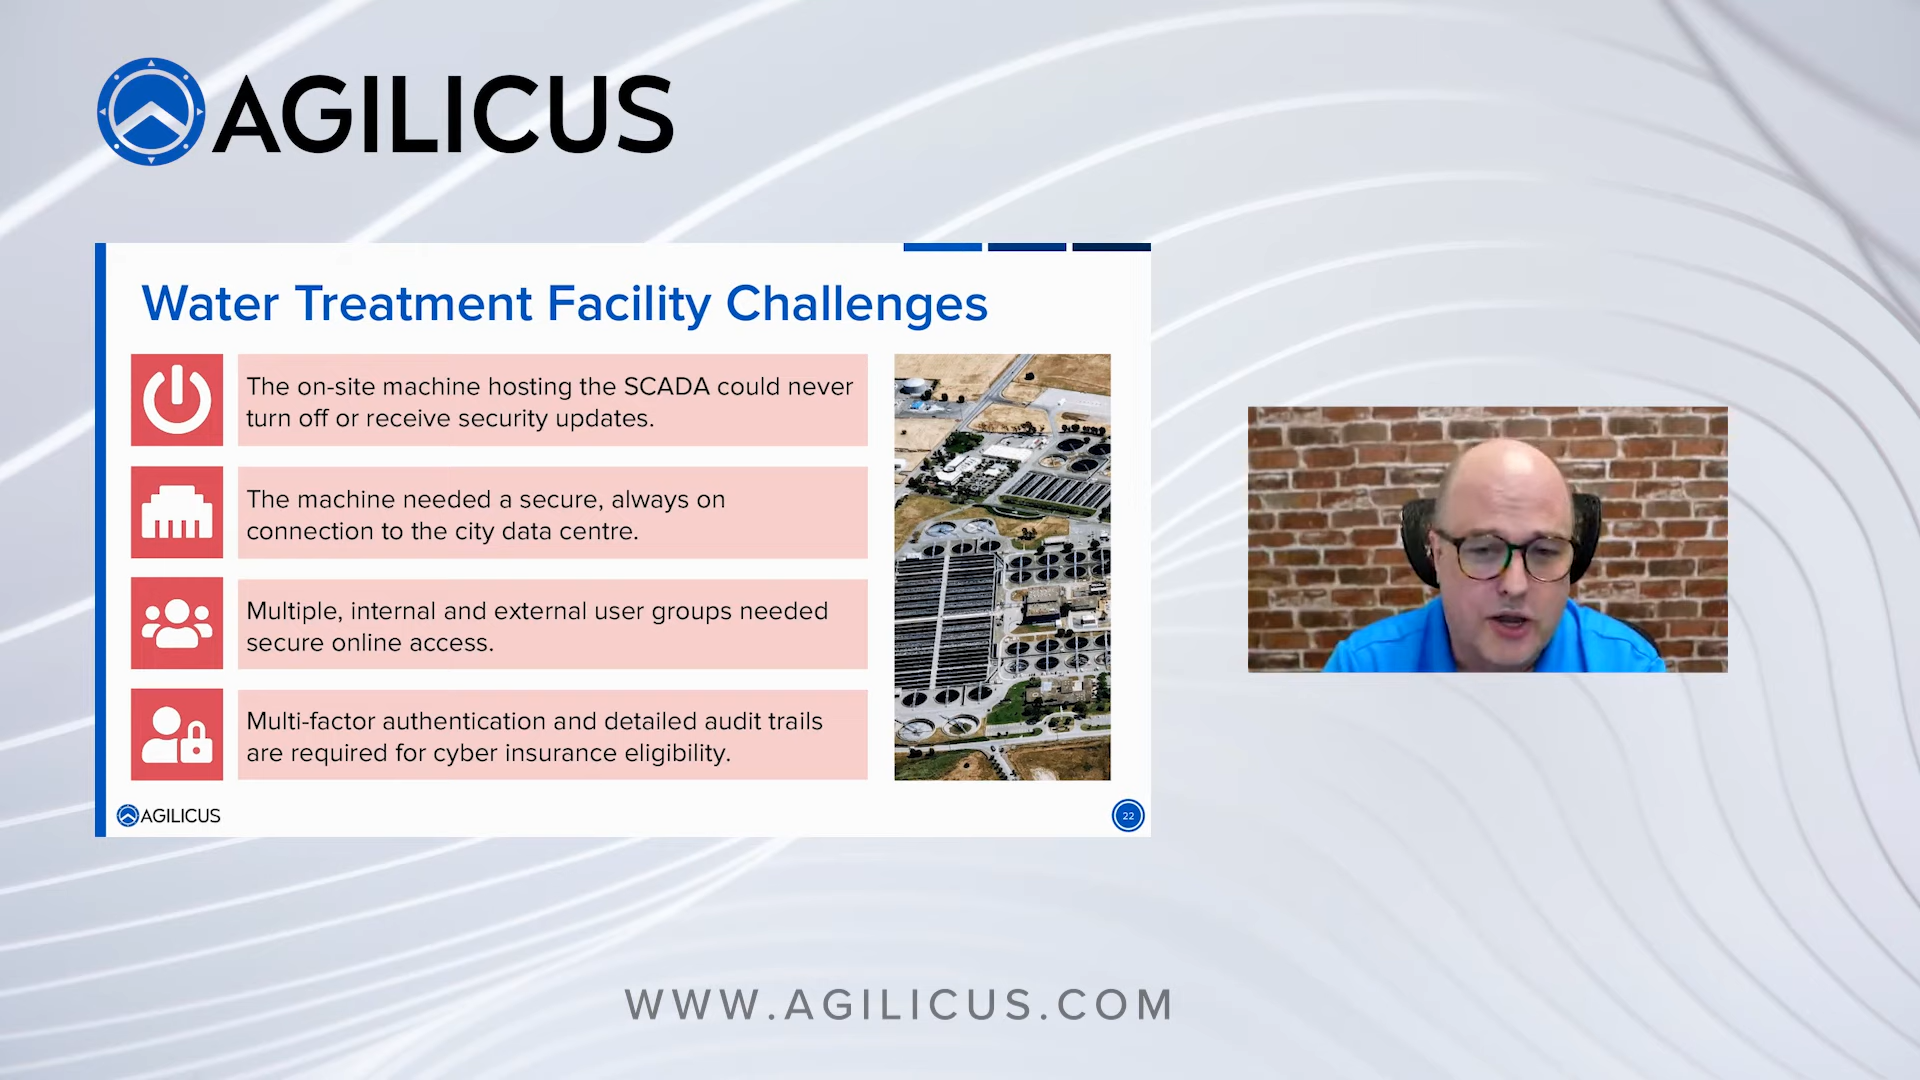 AGILICUS
Water Treatment Facility Challenges
The on-site machine hosting the SCADA could never
turn off or receive security updates.
The machine needed a secure, always on
connection to the city data centre.
Multiple, internal and external user groups needed
secure online access.
Multi-factor authentication and detailed audit trails
are required for cyber insurance eligibility.
AGILICUS
22
WWW.AGILICUS.COM